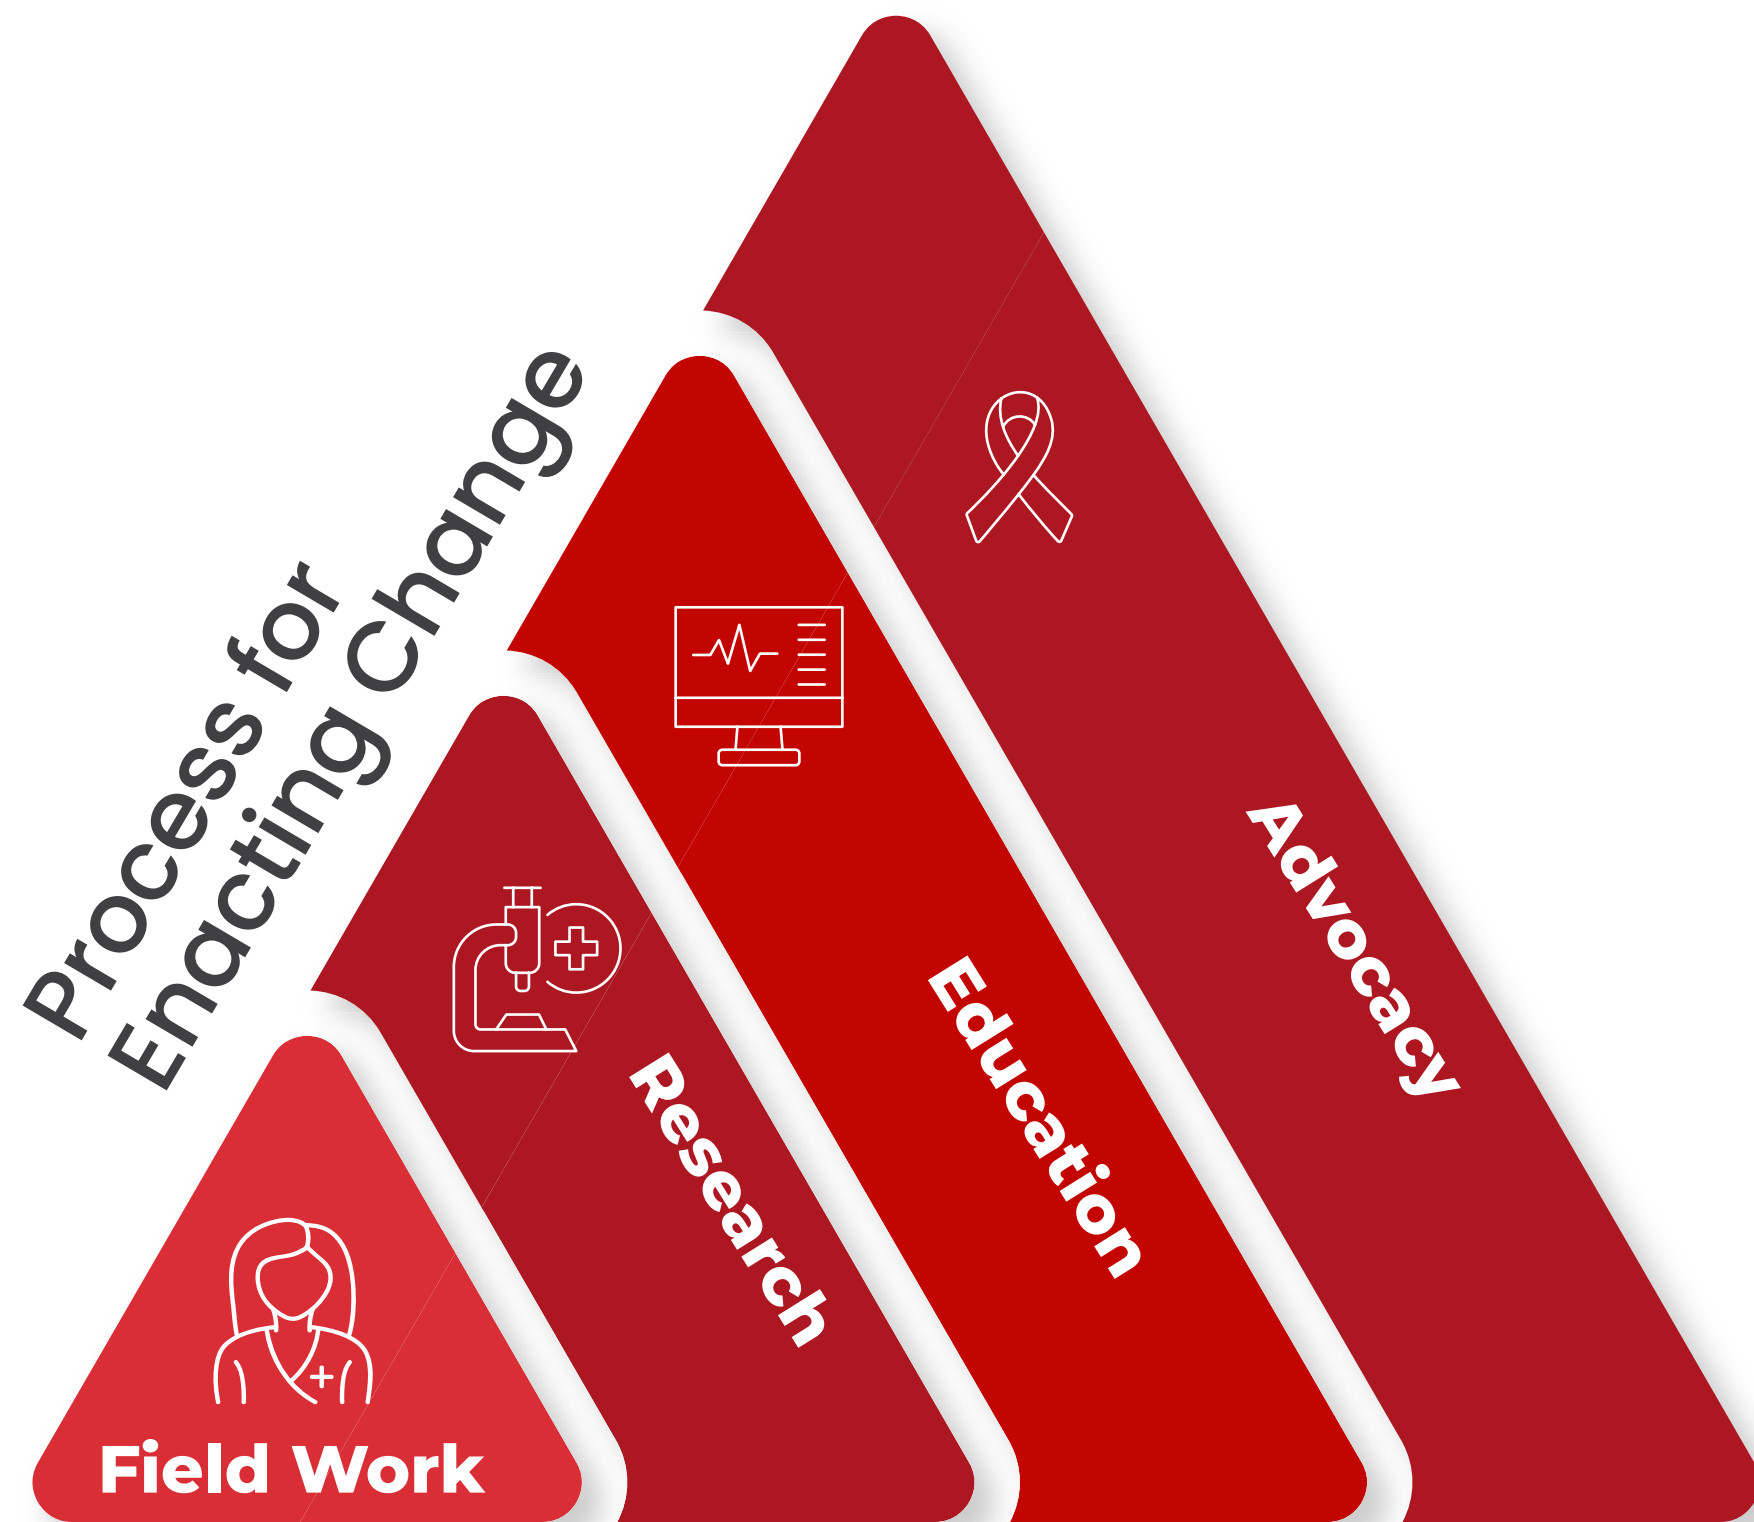 Process for
Enacting Change
Field Work
Research
Education
Advocacy